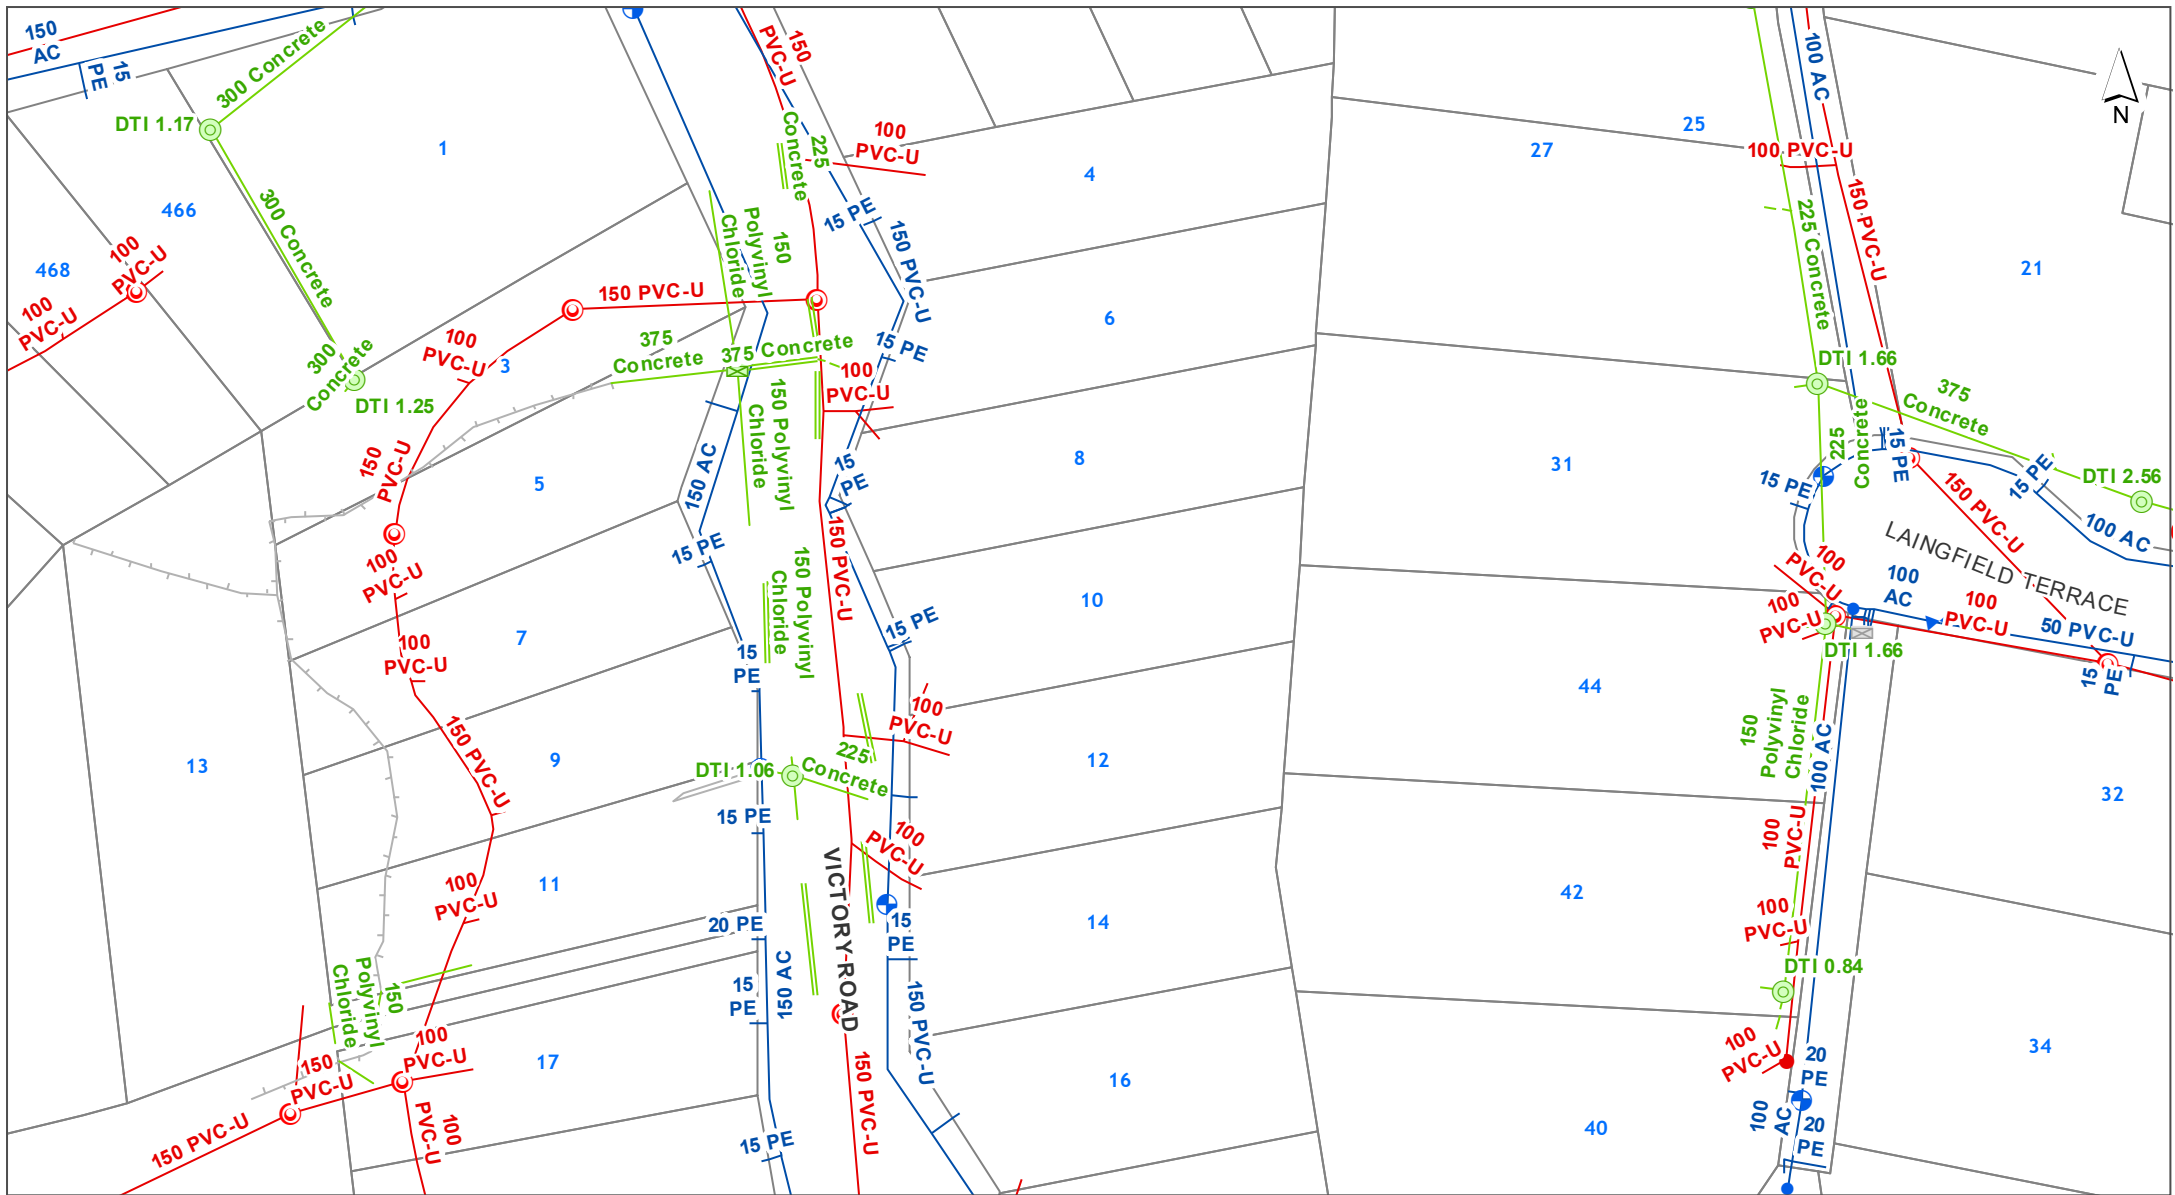 150
AC
15
PE
300 Concrete
DTI 1.17
1
466
468
300 Concrete
100
PVC-U
100
PVC-U
300
Concrete
DTI 1.25
150
PVC-U
225
Concrete
100
PVC-U
4
15 PE
150 PVC-U
150
Polyvinyl
Chloride
150 PVC-U
100
PVC-U
3
375
Concrete
375 Concrete
15 PE
6
100
PVC-U
150 Polyvinyl
Chloride
150
PVC-U
5
150 AC
15
PE
8
15 PE
150 PVC-U
100
PVC-U
150 Polyvinyl
Chloride
10
15 PE
7
100
PVC-U
15
PE
100
PVC-U
150 PVC-U
13
9
DTI 1.06
225
Concrete
12
15 PE
100
PVC-U
11
100
PVC-U
20 PE
VICTORY ROAD
15
PE
14
150
Polyvinyl
Chloride
15
PE
150 AC
150 PVC-U
100
PVC-U
150
PVC-U
17
16
150 PVC-U
100
PVC-U
150 PVC-U
15 PE
100 AC
25
27
100 PVC-U
150 PVC-U
225 Concrete
21
N
DTI 1.66
375
Concrete
225
Concrete
15 PE
15 PE
DTI 2.56
31
15 PE
150 PVC-U
100 AC
LAINGFIELD TERRACE
100
PVC-U
100
AC
100
PVC-U
100
PVC-U
50 PVC-U
DTI 1.66
15
PE
44
150
Polyvinyl
Chloride
100 AC
32
100
PVC-U
42
100
PVC-U
DTI 0.84
100
PVC-U
20
PE
34
100
AC
20
PE
40